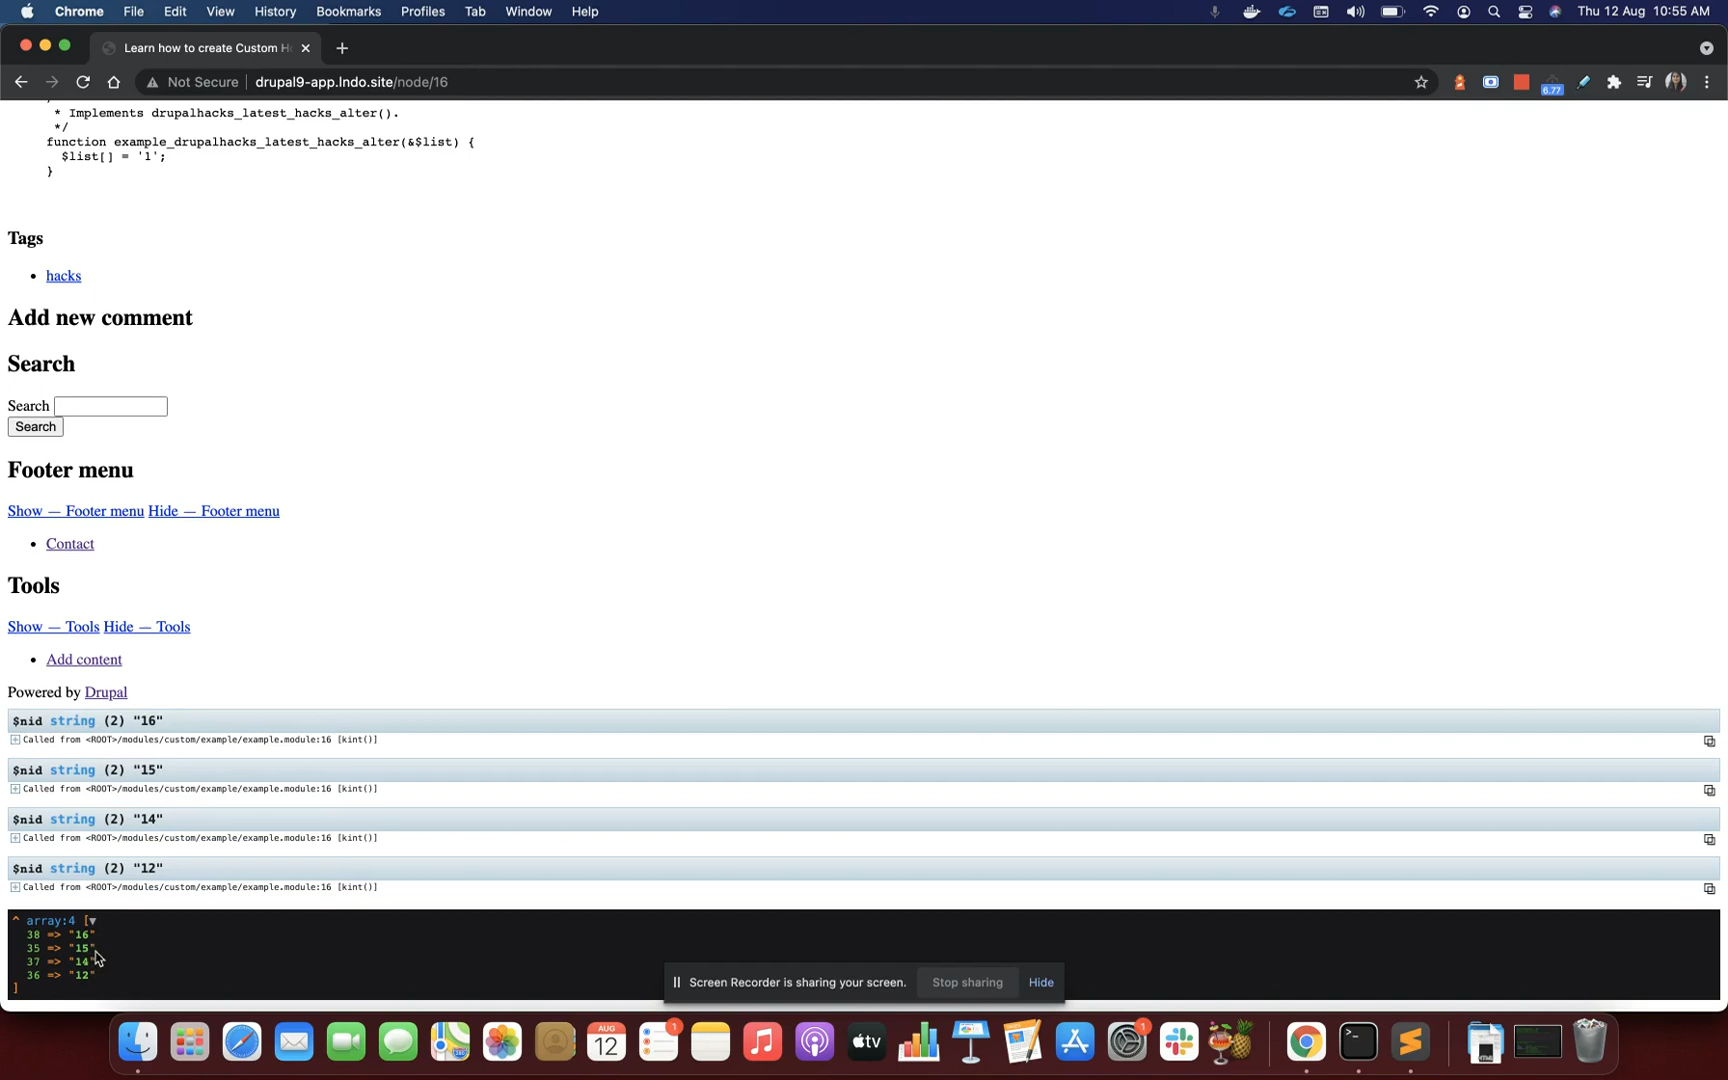 Chrome File Edit View History Bookmarks Profiles Tab Window Help Thu 12 Aug 10:55 AM
Learn how to create Custom H
Not Secure drupal9-app.lndo.site/node/16
6.77
* Implements drupalhacks_latest_hacks_alter().
*/
function example_drupalhacks_latest_hacks_alter(&$list) {
$list[] = '1';
}
Tags
• hacks
Add new comment
Search
Search
Search
Footer menu
Show — Footer menu Hide — Footer menu
• Contact
Tools
Show — Tools Hide — Tools
• Add content
Powered by Drupal
$nid string (2) "16"
Called from <ROOT>/modules/custom/example/example.module:16 [kint()]
$nid string (2) "15"
Called from <ROOT>/modules/custom/example/example.module:16 [kint()]
$nid string (2) "14"
Called from <ROOT>/modules/custom/example/example.module:16 [kint()]
$nid string (2) "12"
Called from <ROOT>/modules/custom/example/example.module:16 [kint()]
^ array:4 [▼
38 => "16"
35 => "15"
37 => "14"
36 => "12"
]
Screen Recorder is sharing your screen. Stop sharing Hide
AUG
12
1
tv
1